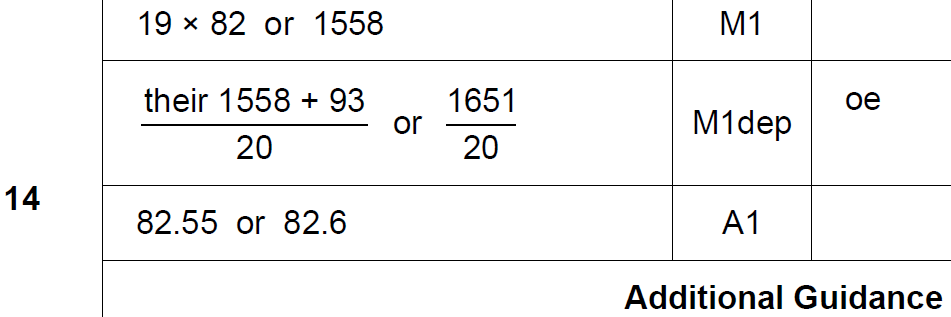 19 × 82 or 1558
M1
their 1558 + 93
20
or
1651
20
M1dep
oe
14
82.55 or 82.6
A1
Additional Guidance